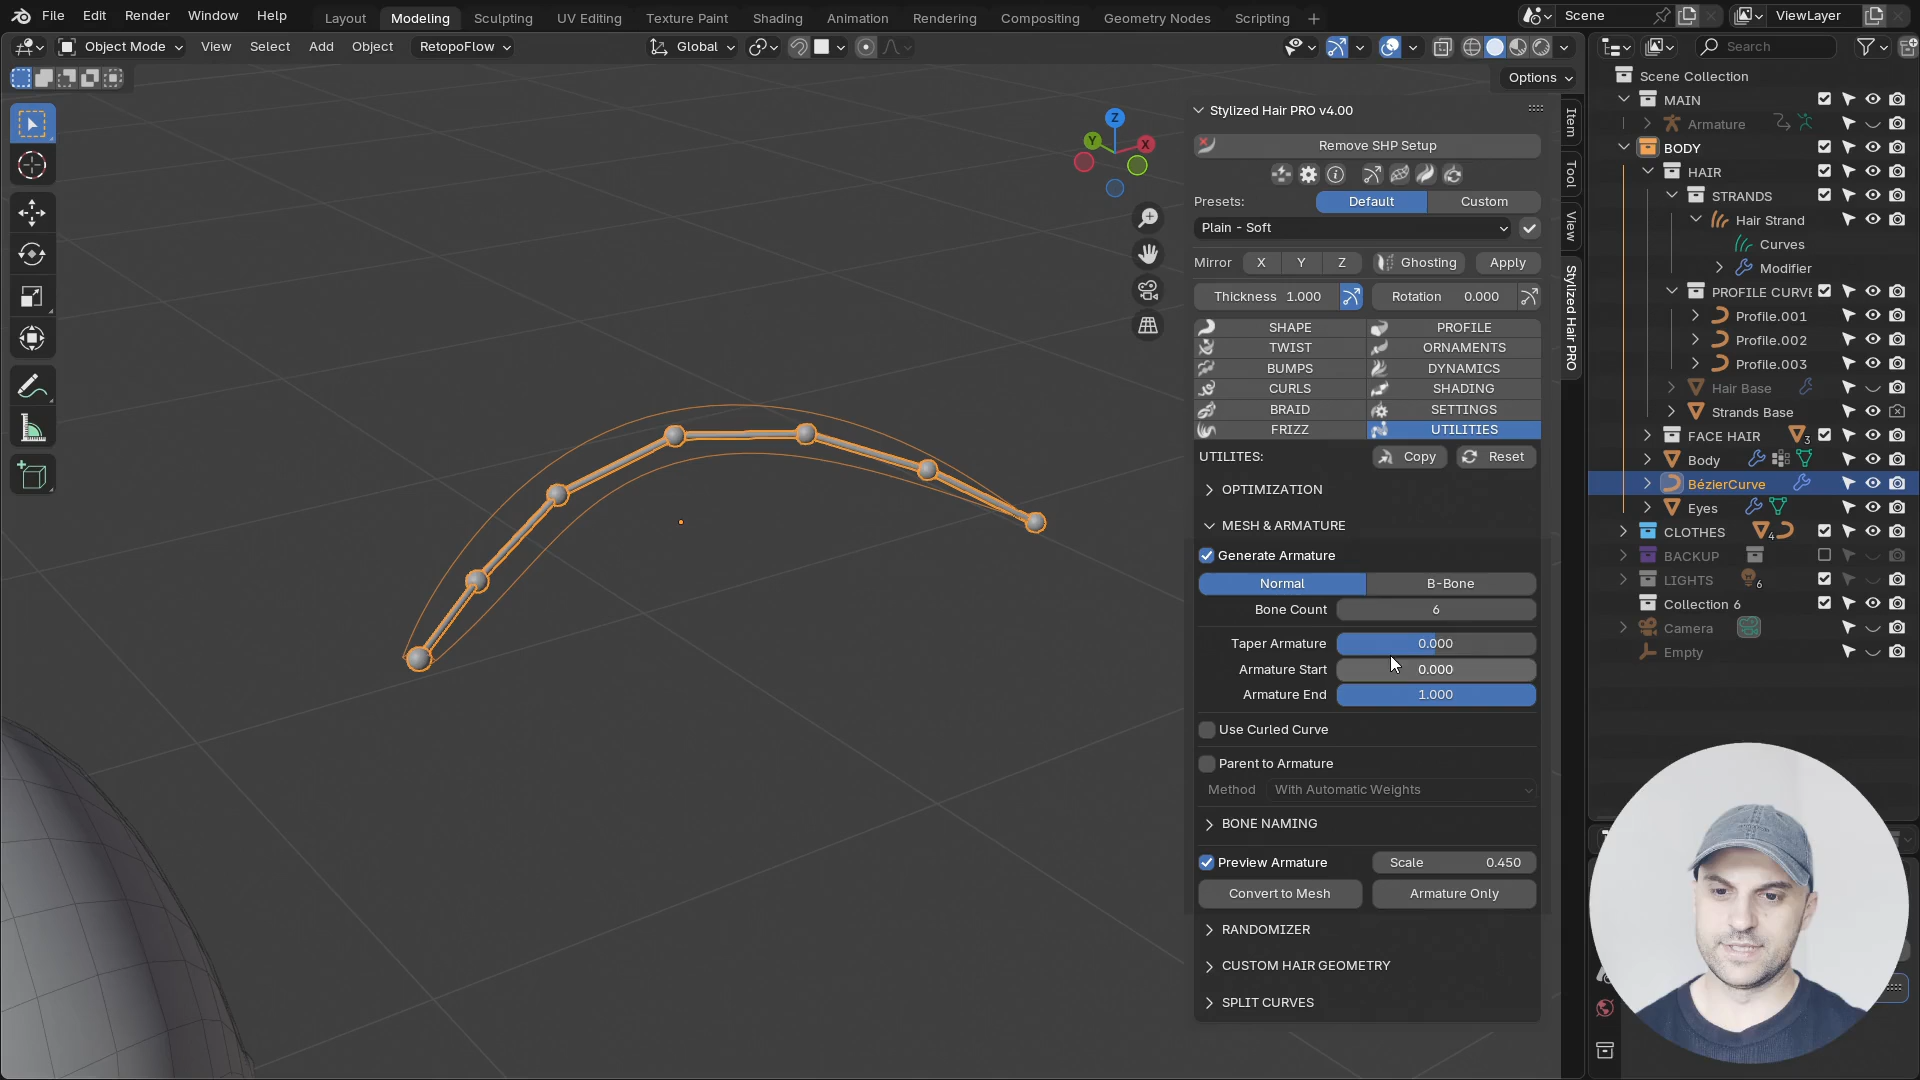 File Edit Render Window Help
Layout Modeling Sculpting UV Editing Texture Paint Shading Animation Rendering Compositing Geometry Nodes Scripting
Scene ViewLayer
Object Mode View Select Add Object RetopoFlow
Global
Search
Options
Z
Y
X
Item
Tool
View
Stylized Hair PRO
Stylized Hair PRO v4.00
Remove SHP Setup
Presets: Default Custom
Plain - Soft
Mirror X Y Z Ghosting Apply
Thickness 1.000 Rotation 0.000
SHAPE PROFILE
TWIST ORNAMENTS
BUMPS DYNAMICS
CURLS SHADING
BRAID SETTINGS
FRIZZ UTILITIES
UTILITES: Copy Reset
OPTIMIZATION
MESH & ARMATURE
Generate Armature
Normal B-Bone
Bone Count 6
Taper Armature 0.000
Armature Start 0.000
Armature End 1.000
Use Curled Curve
Parent to Armature
Method With Automatic Weights
BONE NAMING
Preview Armature Scale 0.450
Convert to Mesh Armature Only
RANDOMIZER
CUSTOM HAIR GEOMETRY
SPLIT CURVES
Scene Collection
MAIN
Armature
BODY
HAIR
STRANDS
Hair Strand
Curves
Modifier
PROFILE CURVE
Profile.001
Profile.002
Profile.003
Hair Base
Strands Base
FACE HAIR 3
Body
BézierCurve
Eyes
CLOTHES 4
BACKUP
LIGHTS 6
Collection 6
Camera
Empty